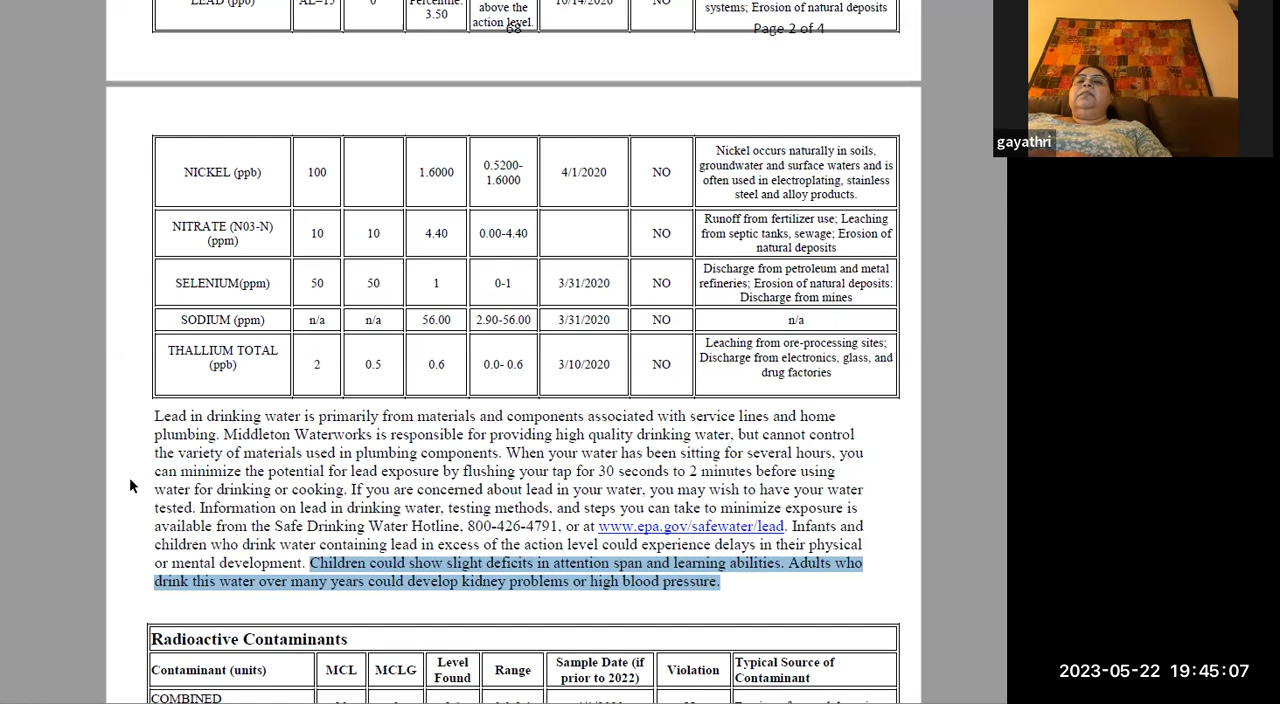 LEAD (ppb) AL=15 0 Percentile: 3.50 above the action level. 10/14/2020 NO systems; Erosion of natural deposits
68 Page 2 of 4
NICKEL (ppb) 100 1.6000 0.5200-1.6000 4/1/2020 NO Nickel occurs naturally in soils, groundwater and surface waters and is often used in electroplating, stainless steel and alloy products.
NITRATE (N03-N) (ppm) 10 10 4.40 0.00-4.40 NO Runoff from fertilizer use; Leaching from septic tanks, sewage; Erosion of natural deposits
SELENIUM(ppm) 50 50 1 0-1 3/31/2020 NO Discharge from petroleum and metal refineries; Erosion of natural deposits: Discharge from mines
SODIUM (ppm) n/a n/a 56.00 2.90-56.00 3/31/2020 NO n/a
THALLIUM TOTAL (ppb) 2 0.5 0.6 0.0- 0.6 3/10/2020 NO Leaching from ore-processing sites; Discharge from electronics, glass, and drug factories
Lead in drinking water is primarily from materials and components associated with service lines and home
plumbing. Middleton Waterworks is responsible for providing high quality drinking water, but cannot control
the variety of materials used in plumbing components. When your water has been sitting for several hours, you
can minimize the potential for lead exposure by flushing your tap for 30 seconds to 2 minutes before using
water for drinking or cooking. If you are concerned about lead in your water, you may wish to have your water
tested. Information on lead in drinking water, testing methods, and steps you can take to minimize exposure is
available from the Safe Drinking Water Hotline, 800-426-4791, or at www.epa.gov/safewater/lead. Infants and
children who drink water containing lead in excess of the action level could experience delays in their physical
or mental development. Children could show slight deficits in attention span and learning abilities. Adults who
drink this water over many years could develop kidney problems or high blood pressure.
Radioactive Contaminants
Contaminant (units) MCL MCLG Level Found Range Sample Date (if prior to 2022) Violation Typical Source of Contaminant
COMBINED
gayathri
2023-05-22 19:45:07